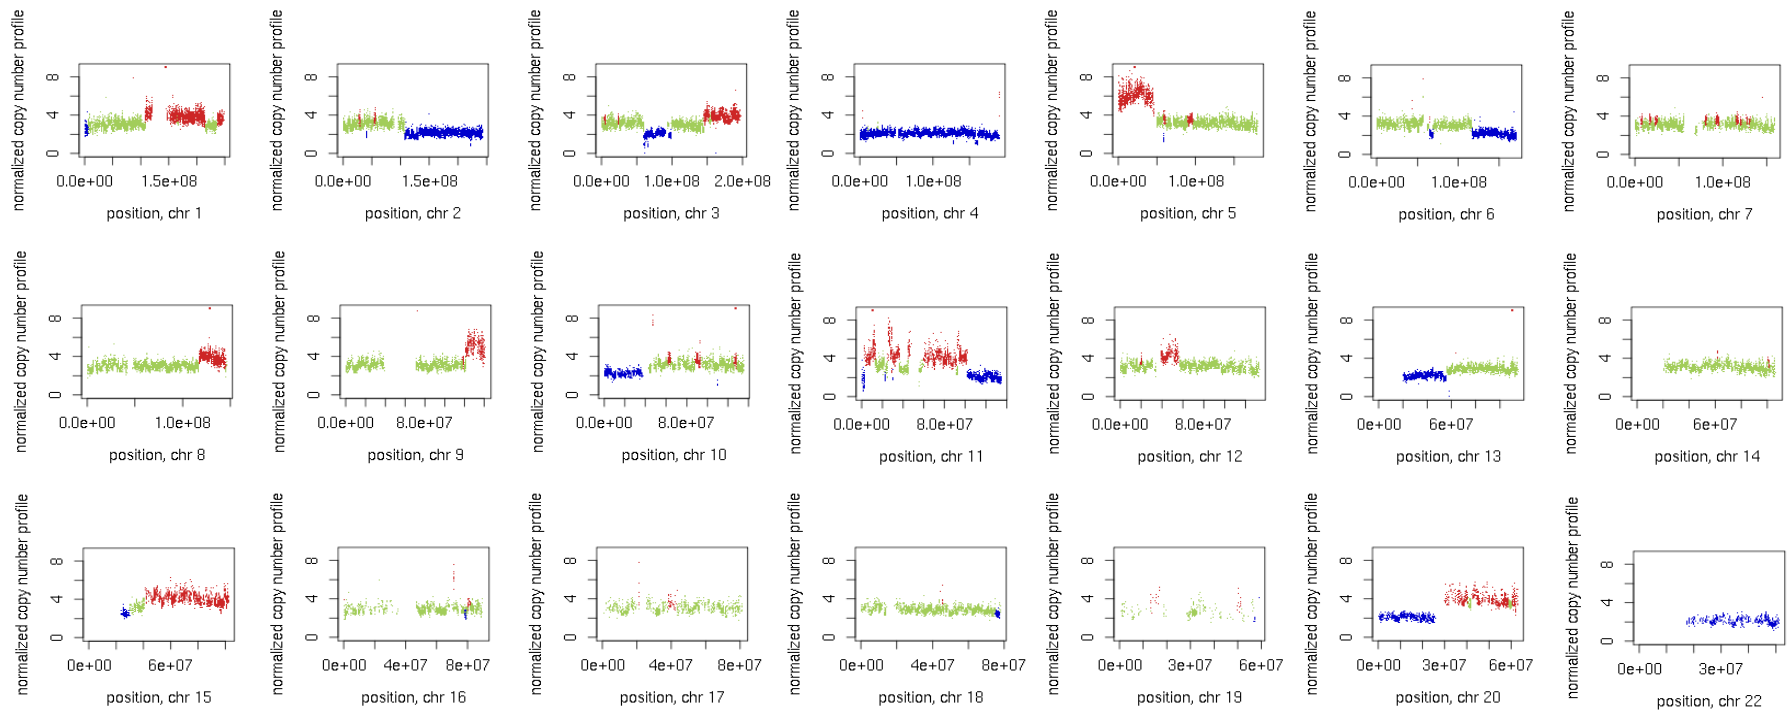 normalized copy number profile
8
4
0
0.0e+00 1.5e+08
position, chr 1
normalized copy number profile
8
4
0
0.0e+00 1.5e+08
position, chr 2
normalized copy number profile
8
4
0
0.0e+00 1.0e+08 2.0e+08
position, chr 3
normalized copy number profile
8
4
0
0.0e+00 1.0e+08
position, chr 4
normalized copy number profile
8
4
0
0.0e+00 1.0e+08
position, chr 5
normalized copy number profile
8
4
0
0.0e+00 1.0e+08
position, chr 6
normalized copy number profile
8
4
0
0.0e+00 1.0e+08
position, chr 7
normalized copy number profile
8
4
0
0.0e+00 1.0e+08
position, chr 8
normalized copy number profile
8
4
0
0.0e+00 8.0e+07
position, chr 9
normalized copy number profile
8
4
0
0.0e+00 8.0e+07
position, chr 10
normalized copy number profile
8
4
0
0.0e+00 8.0e+07
position, chr 11
normalized copy number profile
8
4
0
0.0e+00 8.0e+07
position, chr 12
normalized copy number profile
8
4
0
0e+00 6e+07
position, chr 13
normalized copy number profile
8
4
0
0e+00 6e+07
position, chr 14
normalized copy number profile
8
4
0
0e+00 6e+07
position, chr 15
normalized copy number profile
8
4
0
0e+00 4e+07 8e+07
position, chr 16
normalized copy number profile
8
4
0
0e+00 4e+07 8e+07
position, chr 17
normalized copy number profile
8
4
0
0e+00 4e+07 8e+07
position, chr 18
normalized copy number profile
8
4
0
0e+00 3e+07 6e+07
position, chr 19
normalized copy number profile
8
4
0
0e+00 3e+07 6e+07
position, chr 20
normalized copy number profile
8
4
0
0e+00 3e+07
position, chr 22